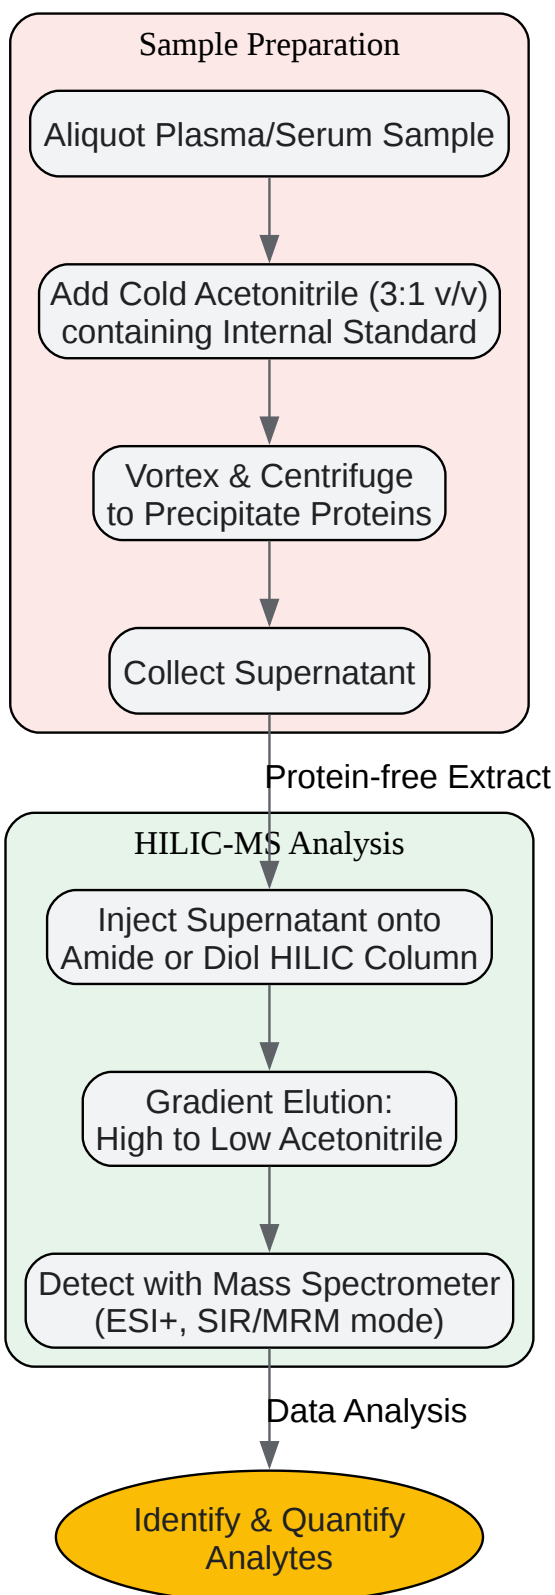 Sample Preparation
Aliquot Plasma/Serum Sample
Add Cold Acetonitrile (3:1 v/v)
containing Internal Standard
Vortex & Centrifuge
to Precipitate Proteins
Collect Supernatant
Protein-free Extract
HILIC-MS Analysis
Inject Supernatant onto
Amide or Diol HILIC Column
Gradient Elution:
High to Low Acetonitrile
Detect with Mass Spectrometer
(ESI+, SIR/MRM mode)
Data Analysis
Identify & Quantify
Analytes